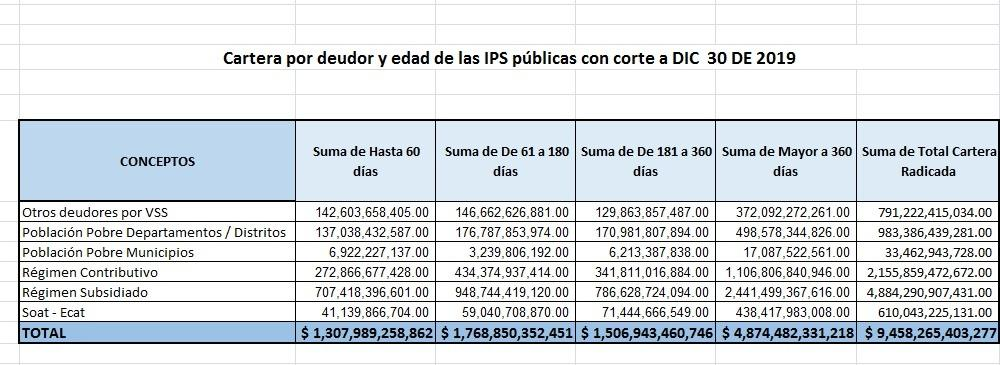 Cartera por deudor y edad de las IPS públicas con corte a DIC 30 DE 2019
CONCEPTOS Suma de Hasta 60 días Suma de De 61 a 180 días Suma de De 181 a 360 días Suma de Mayor a 360 días Suma de Total Cartera Radicada
Otros deudores por VSS 142,603,658,405.00 146,662,626,881.00 129,863,857,487.00 372,092,272,261.00 791,222,415,034.00
Población Pobre Departamentos / Distritos 137,038,432,587.00 176,787,853,974.00 170,981,807,894.00 498,578,344,826.00 983,386,439,281.00
Población Pobre Municipios 6,922,227,137.00 3,239,806,192.00 6,213,387,838.00 17,087,522,561.00 33,462,943,728.00
Régimen Contributivo 272,866,677,428.00 434,374,937,414.00 341,811,016,884.00 1,106,806,840,946.00 2,155,859,472,672.00
Régimen Subsidiado 707,418,396,601.00 948,744,419,120.00 786,628,724,094.00 2,441,499,367,616.00 4,884,290,907,431.00
Soat - Ecat 41,139,866,704.00 59,040,708,870.00 71,444,666,549.00 438,417,983,008.00 610,043,225,131.00
TOTAL $ 1,307,989,258,862 $ 1,768,850,352,451 $ 1,506,943,460,746 $ 4,874,482,331,218 $ 9,458,265,403,277